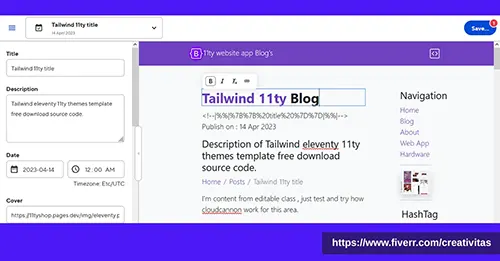 Tailwind 11ty title
14 Apr 2023
Save...
Title
Tailwind 11ty title
Description
Tailwind eleventy 11ty themes template
free download source code.
Date
2023-04-14
12 : 00 AM
Timezone: Etc/UTC
Cover
https://11tyshop.pages.dev/img/eleventy.p
B 11ty website app Blog's
B I
Tailwind 11ty Blog
<!--[%%[%7B%7B%20title%20%7D%7D]%%]-->
Publish on : 14 Apr 2023
Description of Tailwind eleventy 11ty
themes template free download
source code.
Home / Posts / Tailwind 11ty title
I'm content from editable class , just test and try how
cloudcannon work for this area.
Navigation
Home
Blog
About
Web App
Hardware
HashTag
https://www.fiverr.com/creativitas